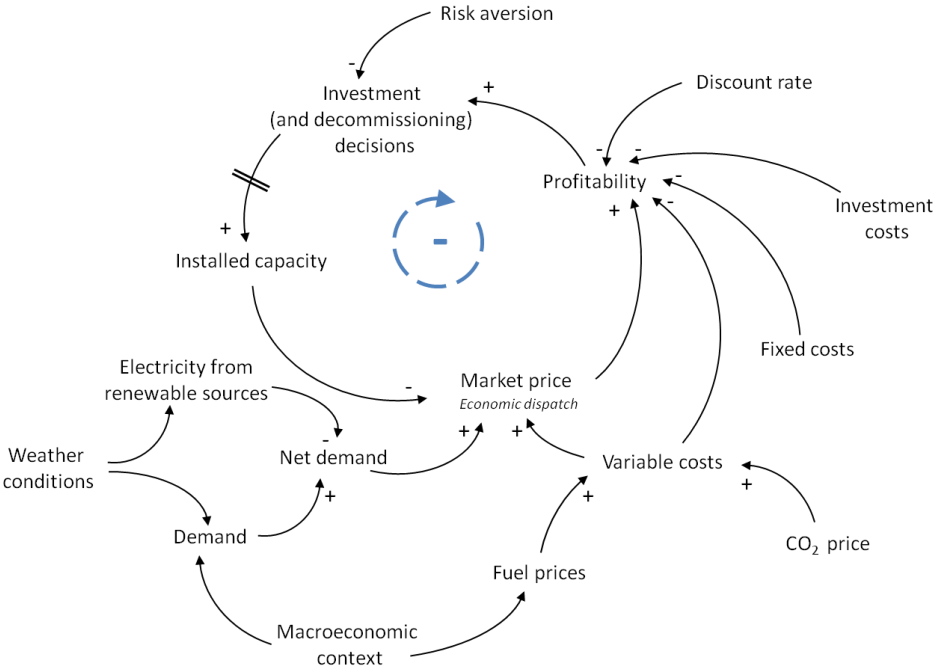 Risk aversion
-
Investment
(and decommissioning)
decisions
+
Discount rate
-
-
Profitability
-
-
+
Investment
costs
+
Installed capacity
-
Fixed costs
Electricity from
renewable sources
-
Market price
Economic dispatch
+
+
-
Net demand
Weather
conditions
+
Variable costs
+
+
Demand
CO₂ price
Fuel prices
Macroeconomic
context